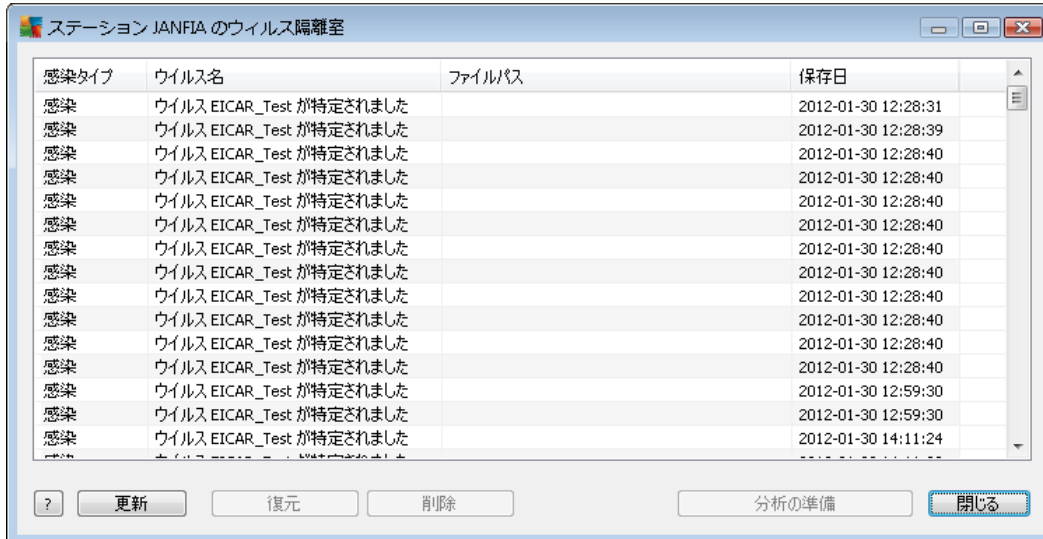 ステーション JANFIA のウィルス隔離室
感染タイプ ウイルス名 ファイルパス 保存日
感染 ウイルス EICAR_Test が特定されました 2012-01-30 12:28:31
感染 ウイルス EICAR_Test が特定されました 2012-01-30 12:28:39
感染 ウイルス EICAR_Test が特定されました 2012-01-30 12:28:40
感染 ウイルス EICAR_Test が特定されました 2012-01-30 12:28:40
感染 ウイルス EICAR_Test が特定されました 2012-01-30 12:28:40
感染 ウイルス EICAR_Test が特定されました 2012-01-30 12:28:40
感染 ウイルス EICAR_Test が特定されました 2012-01-30 12:28:40
感染 ウイルス EICAR_Test が特定されました 2012-01-30 12:28:40
感染 ウイルス EICAR_Test が特定されました 2012-01-30 12:28:40
感染 ウイルス EICAR_Test が特定されました 2012-01-30 12:28:40
感染 ウイルス EICAR_Test が特定されました 2012-01-30 12:28:40
感染 ウイルス EICAR_Test が特定されました 2012-01-30 12:28:40
感染 ウイルス EICAR_Test が特定されました 2012-01-30 12:59:30
感染 ウイルス EICAR_Test が特定されました 2012-01-30 12:59:30
感染 ウイルス EICAR_Test が特定されました 2012-01-30 14:11:24
? 更新 復元 削除 分析の準備 閉じる